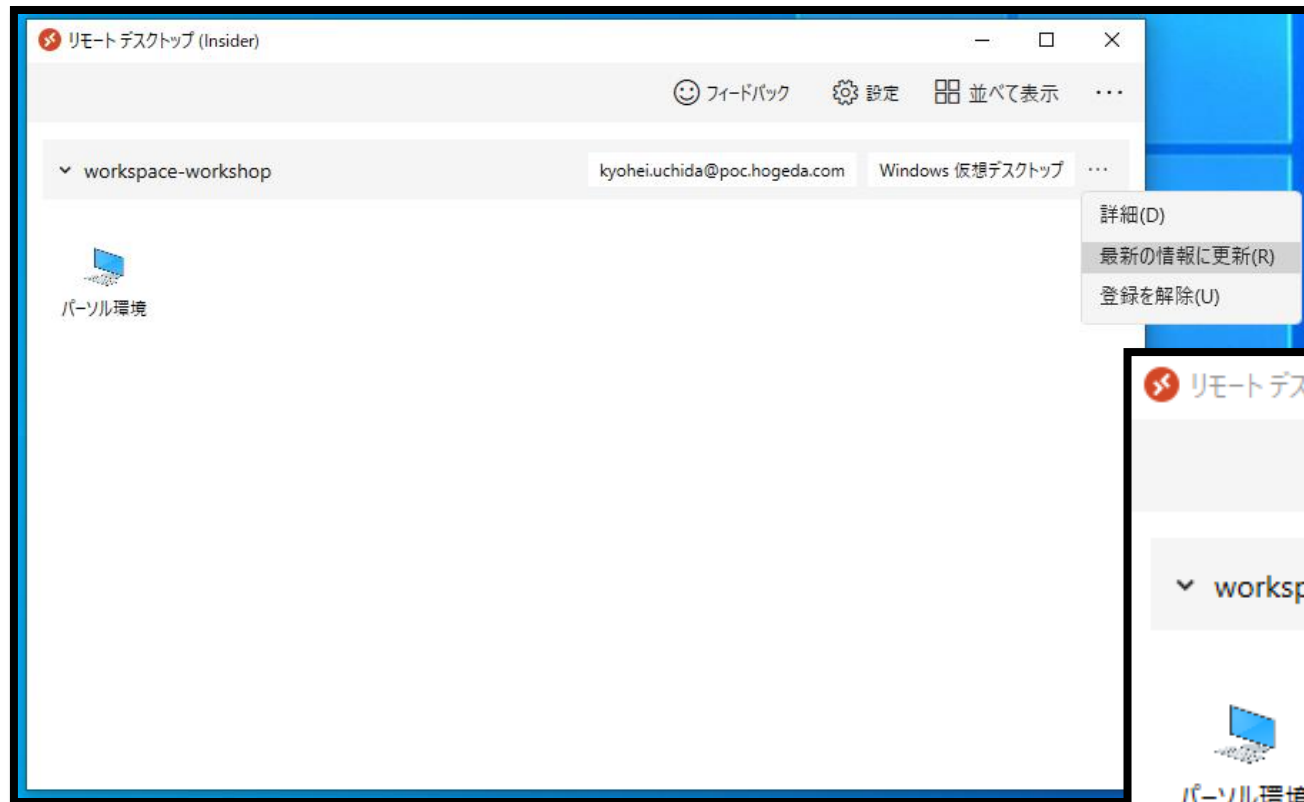 リモート デスクトップ (Insider)
フィードバック 設定 並べて表示 ...
workspace-workshop kyohei.uchida@poc.hogeda.com Windows 仮想デスクトップ ...
詳細(D)
最新の情報に更新(R)
登録を解除(U)
パーソル環境
リモート デス
worksp
パーソル環境